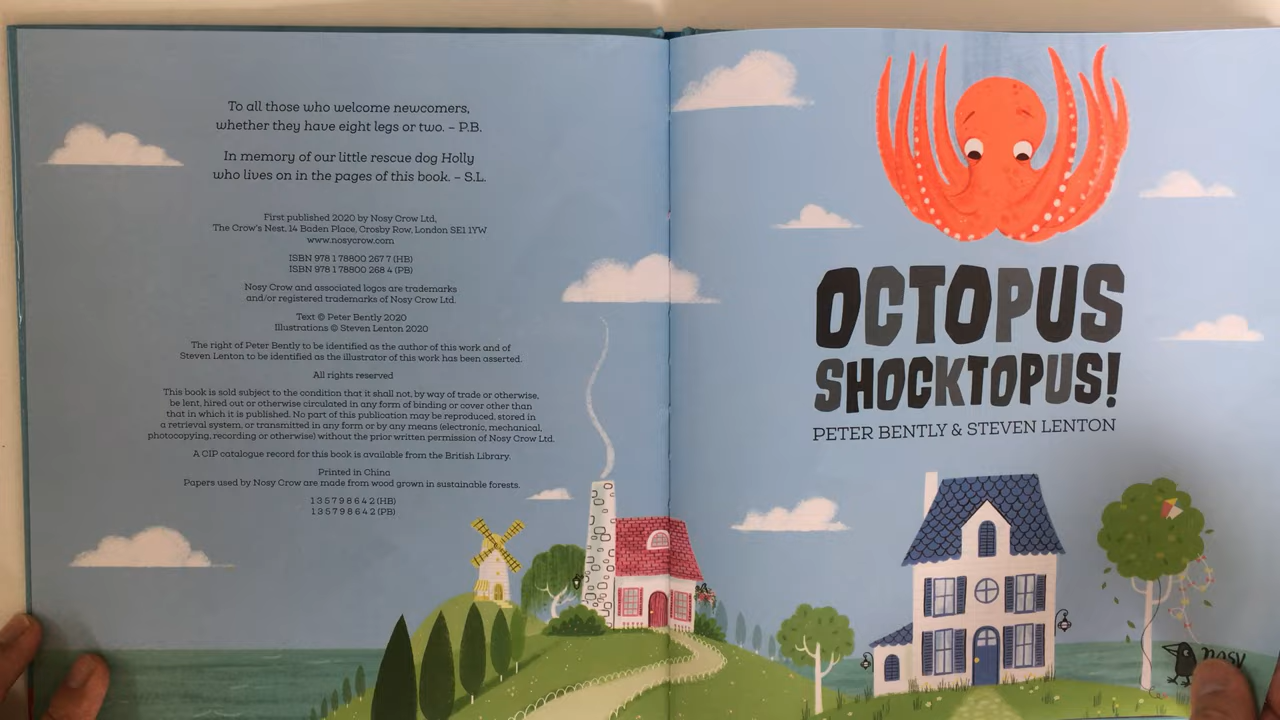 To all those who welcome newcomers,
whether they have eight legs or two. – P.B.
In memory of our little rescue dog Holly
who lives on in the pages of this book. – S.L.
First published 2020 by Nosy Crow Ltd,
The Crow's Nest, 14 Baden Place, Crosby Row, London SE1 1YW
www.nosycrow.com
ISBN 978 1 78800 267 7 (HB)
ISBN 978 1 78800 268 4 (PB)
Nosy Crow and associated logos are trademarks
and/or registered trademarks of Nosy Crow Ltd.
Text © Peter Bently 2020
Illustrations © Steven Lenton 2020
The right of Peter Bently to be identified as the author of this work and of
Steven Lenton to be identified as the illustrator of this work has been asserted.
All rights reserved
This book is sold subject to the condition that it shall not, by way of trade or otherwise,
be lent, hired out or otherwise circulated in any form of binding or cover other than
that in which it is published. No part of this publication may be reproduced, stored in
a retrieval system, or transmitted in any form or by any means (electronic, mechanical,
photocopying, recording or otherwise) without the prior written permission of Nosy Crow Ltd.
A CIP catalogue record for this book is available from the British Library.
Printed in China
Papers used by Nosy Crow are made from wood grown in sustainable forests.
1 3 5 7 9 8 6 4 2 (HB)
1 3 5 7 9 8 6 4 2 (PB)
OCTOPUS
SHOCKTOPUS!
PETER BENTLY & STEVEN LENTON
nosy